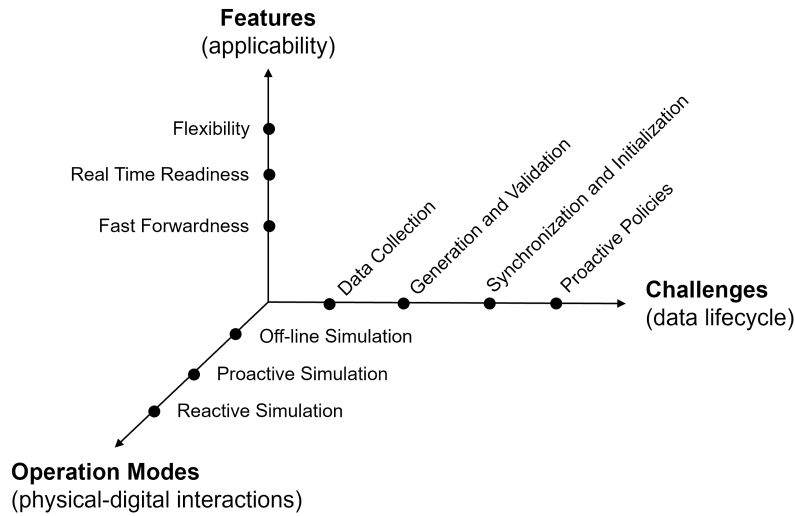 Features
(applicability)
Flexibility
Real Time Readiness
Fast Forwardness
Data Collection
Generation and Validation
Synchronization and Initialization
Proactive Policies
Challenges
(data lifecycle)
Off-line Simulation
Proactive Simulation
Reactive Simulation
Operation Modes
(physical-digital interactions)